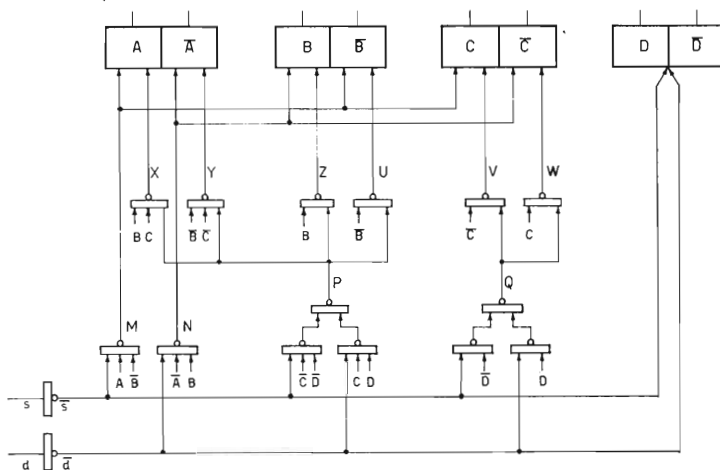 A A̅ B B̅ C C̅ D D̅
X Y Z U V W
B C B̅ C̅ B B̅ C̅ C
P Q
M N
A B̅ A̅ B C̅ D̅ C D D̅ D
s s̅
d d̅